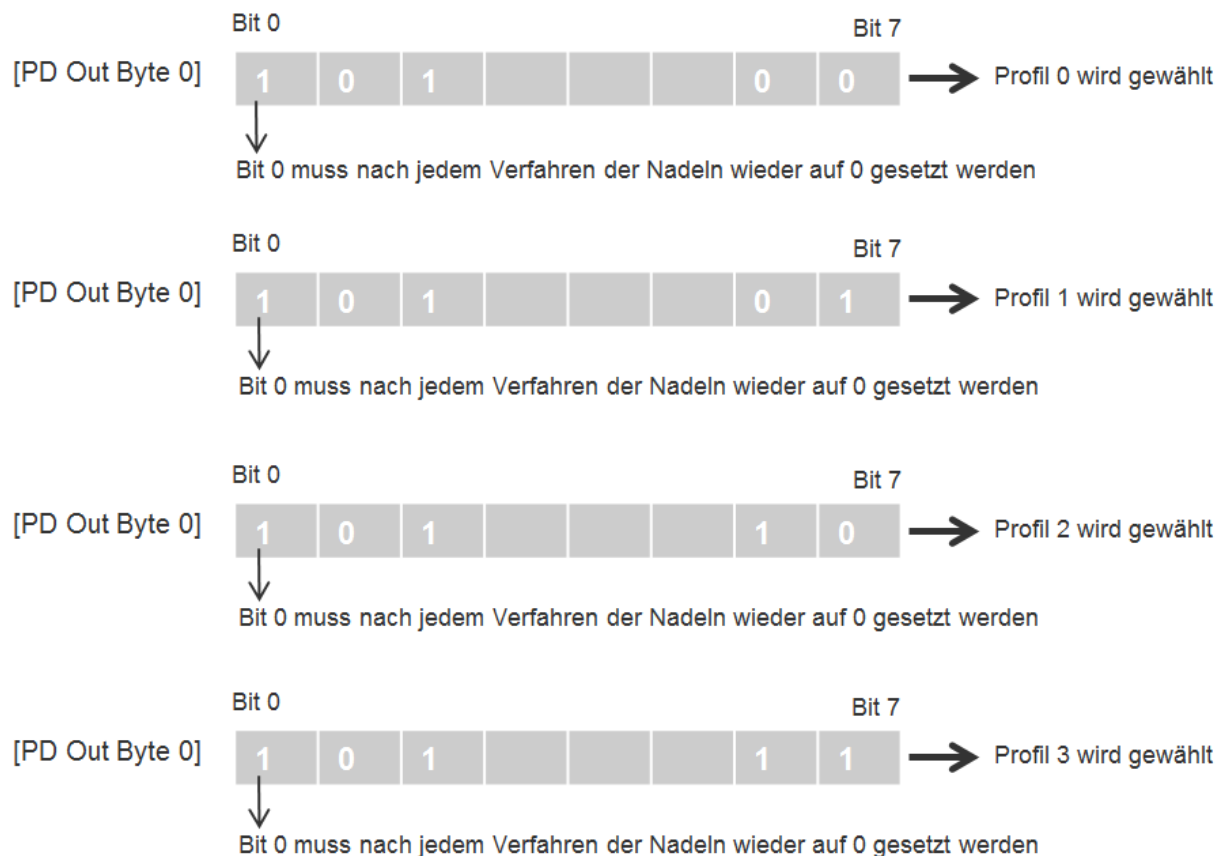 Bit 0 Bit 7
[PD Out Byte 0] 1 0 1 0 0 Profil 0 wird gewählt
Bit 0 muss nach jedem Verfahren der Nadeln wieder auf 0 gesetzt werden
Bit 0 Bit 7
[PD Out Byte 0] 1 0 1 0 1 Profil 1 wird gewählt
Bit 0 muss nach jedem Verfahren der Nadeln wieder auf 0 gesetzt werden
Bit 0 Bit 7
[PD Out Byte 0] 1 0 1 1 0 Profil 2 wird gewählt
Bit 0 muss nach jedem Verfahren der Nadeln wieder auf 0 gesetzt werden
Bit 0 Bit 7
[PD Out Byte 0] 1 0 1 1 1 Profil 3 wird gewählt
Bit 0 muss nach jedem Verfahren der Nadeln wieder auf 0 gesetzt werden